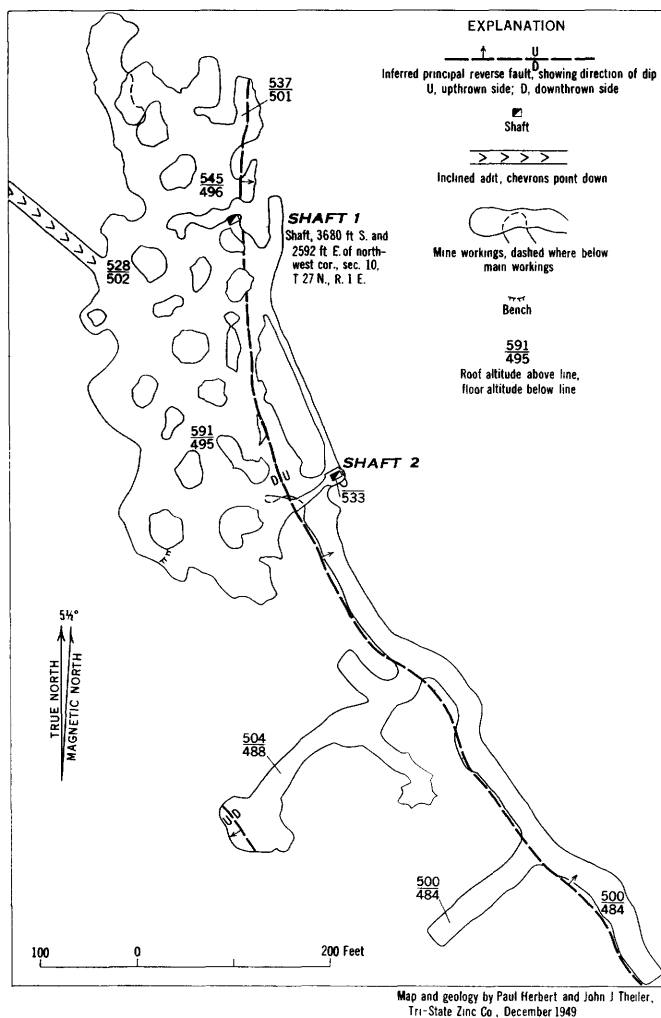 EXPLANATION
U
D
Inferred principal reverse fault, showing direction of dip
U, upthrown side; D, downthrown side
Shaft
Inclined adit, chevrons point down
Mine workings, dashed where below
main workings
Bench
591
495
Roof altitude above line,
floor altitude below line
537
501
545
496
SHAFT 1
Shaft, 3680 ft S. and
2592 ft E. of north-
west cor., sec. 10,
T 27 N., R. 1 E.
528
502
591
495
SHAFT 2
D U
533
5½°
TRUE NORTH
MAGNETIC NORTH
504
488
U D
500
484
500
484
100 0 200 Feet
Map and geology by Paul Herbert and John J Theiler,
Tri-State Zinc Co, December 1949